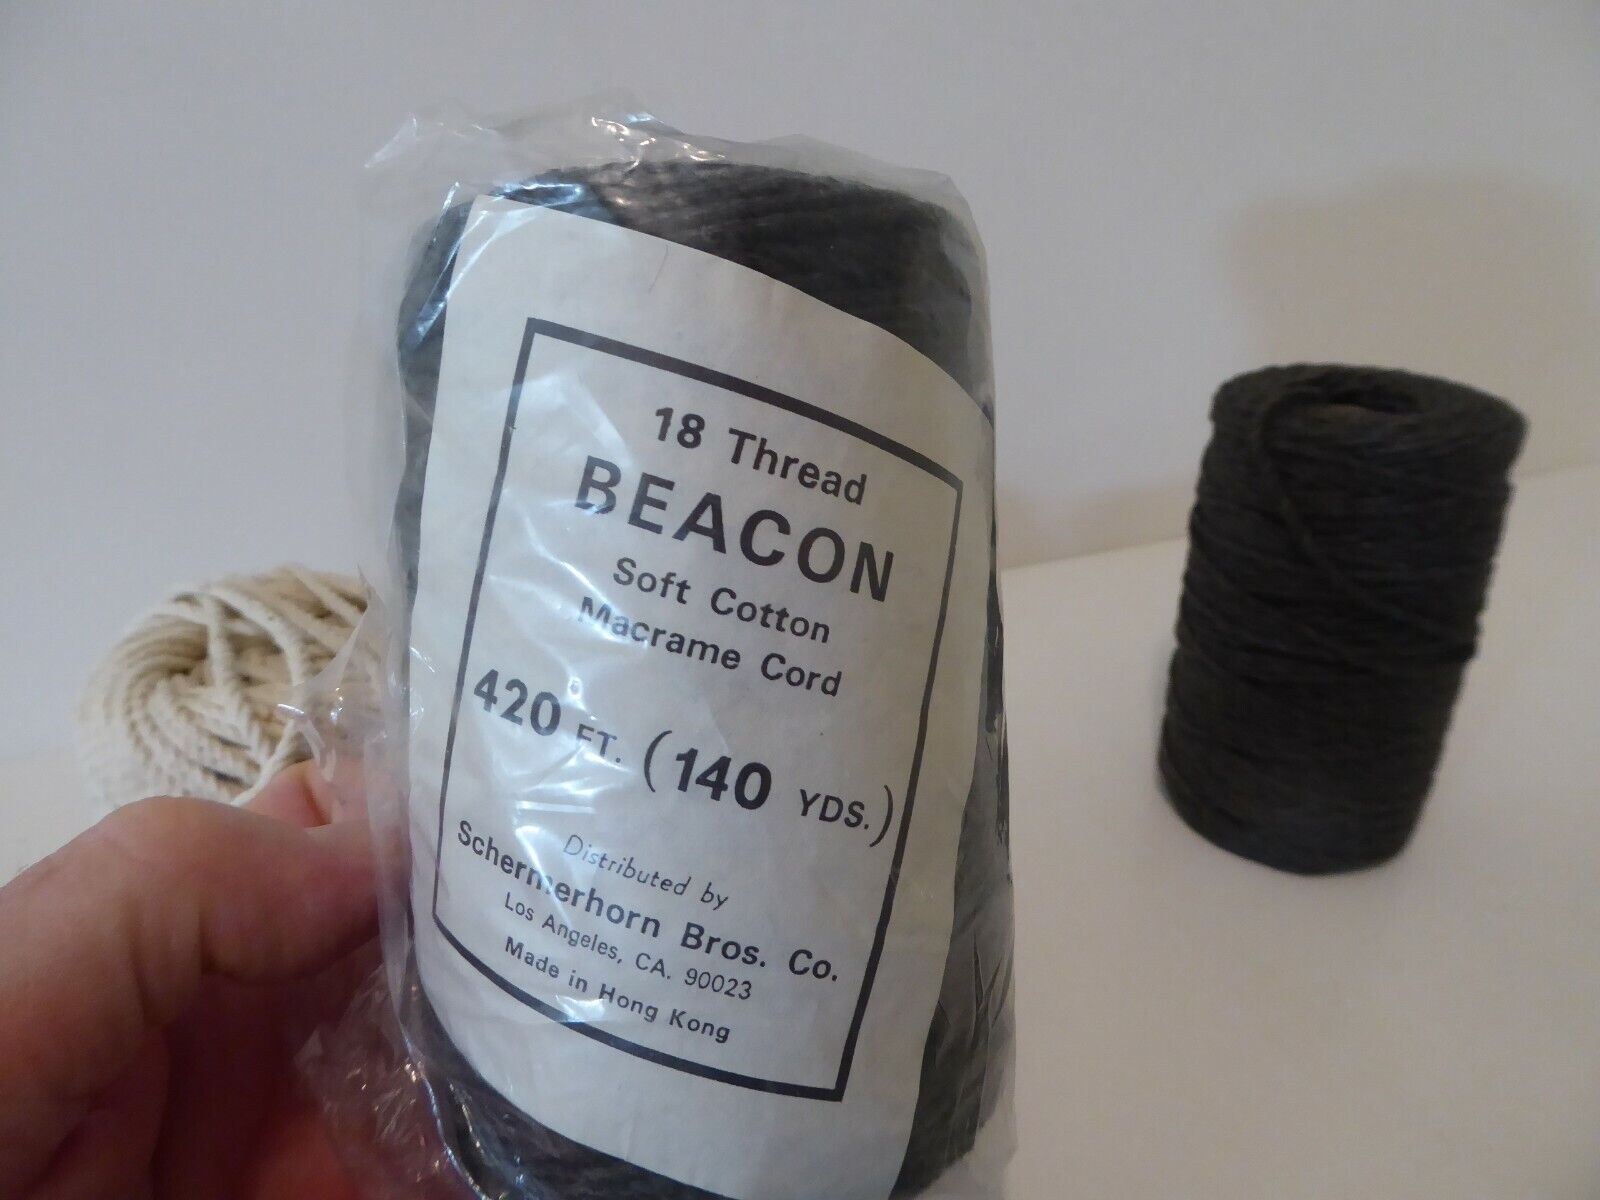 18 Thread
BEACON
Soft Cotton
Macrame Cord
420 FT. (140 YDS.)
Distributed by
Schermerhorn Bros. Co.
Los Angeles, CA. 90023
Made in Hong Kong